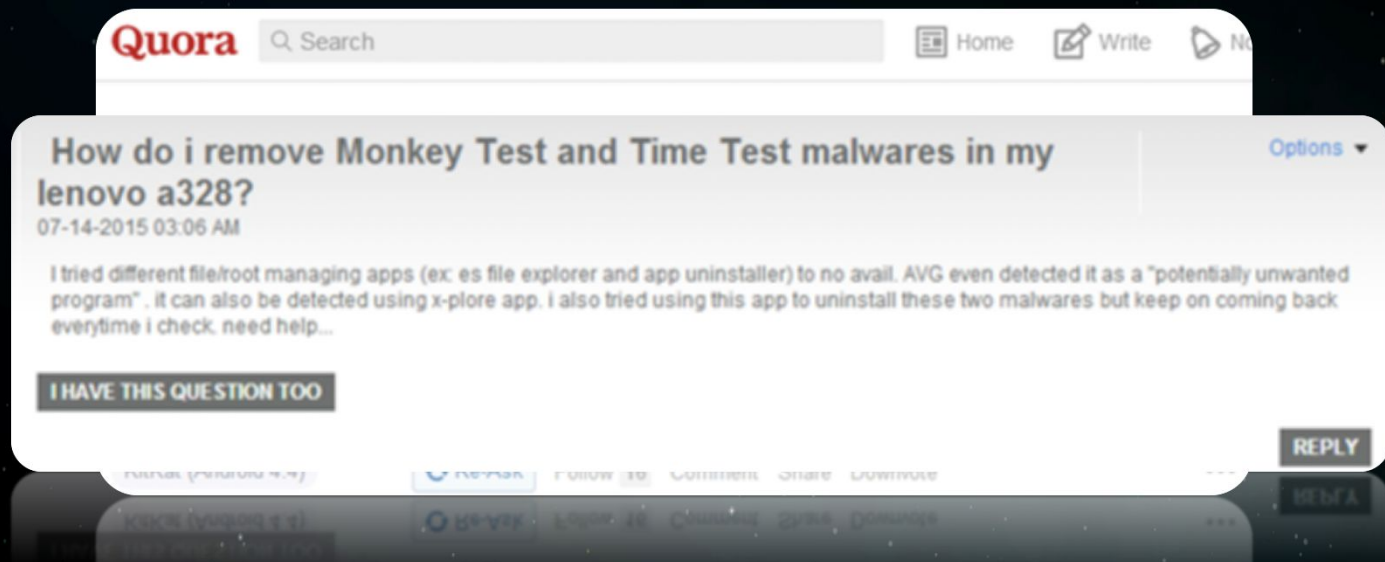 Quora Search Home Write
How do i remove Monkey Test and Time Test malwares in my
lenovo a328?
Options
07-14-2015 03:06 AM
I tried different file/root managing apps (ex: es file explorer and app uninstaller) to no avail. AVG even detected it as a "potentially unwanted
program" . it can also be detected using x-plore app. i also tried using this app to uninstall these two malwares but keep on coming back
everytime i check. need help...
I HAVE THIS QUESTION TOO
REPLY
KitKat (Android 4.4) Re-Ask Follow 16 Comment Share Downvote